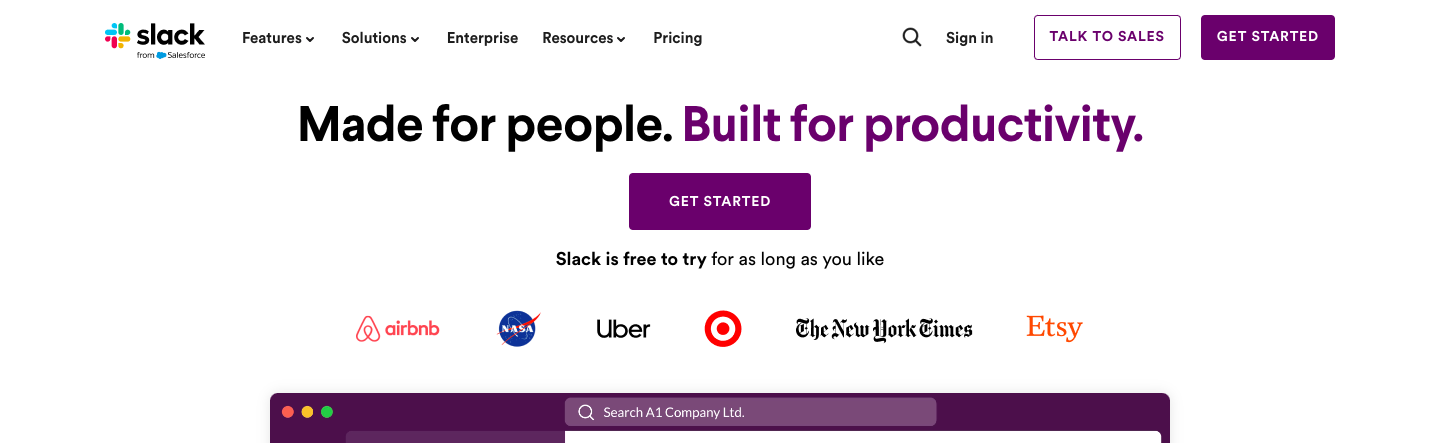 slack
from Salesforce
Features
Solutions
Enterprise
Resources
Pricing
Sign in
TALK TO SALES
GET STARTED
Made for people. Built for productivity.
GET STARTED
Slack is free to try for as long as you like
airbnb
NASA
Uber
The New York Times
Etsy
Search A1 Company Ltd.